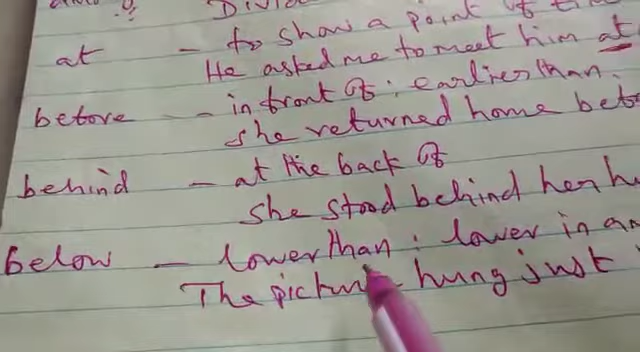 Divid
at - to show a point of ti
He asked me to meet him at
before - in front of; earlier than.
She returned home befo
behind - at the back of
She stood behind her h
below - lower than; lower in am
The picture hung just